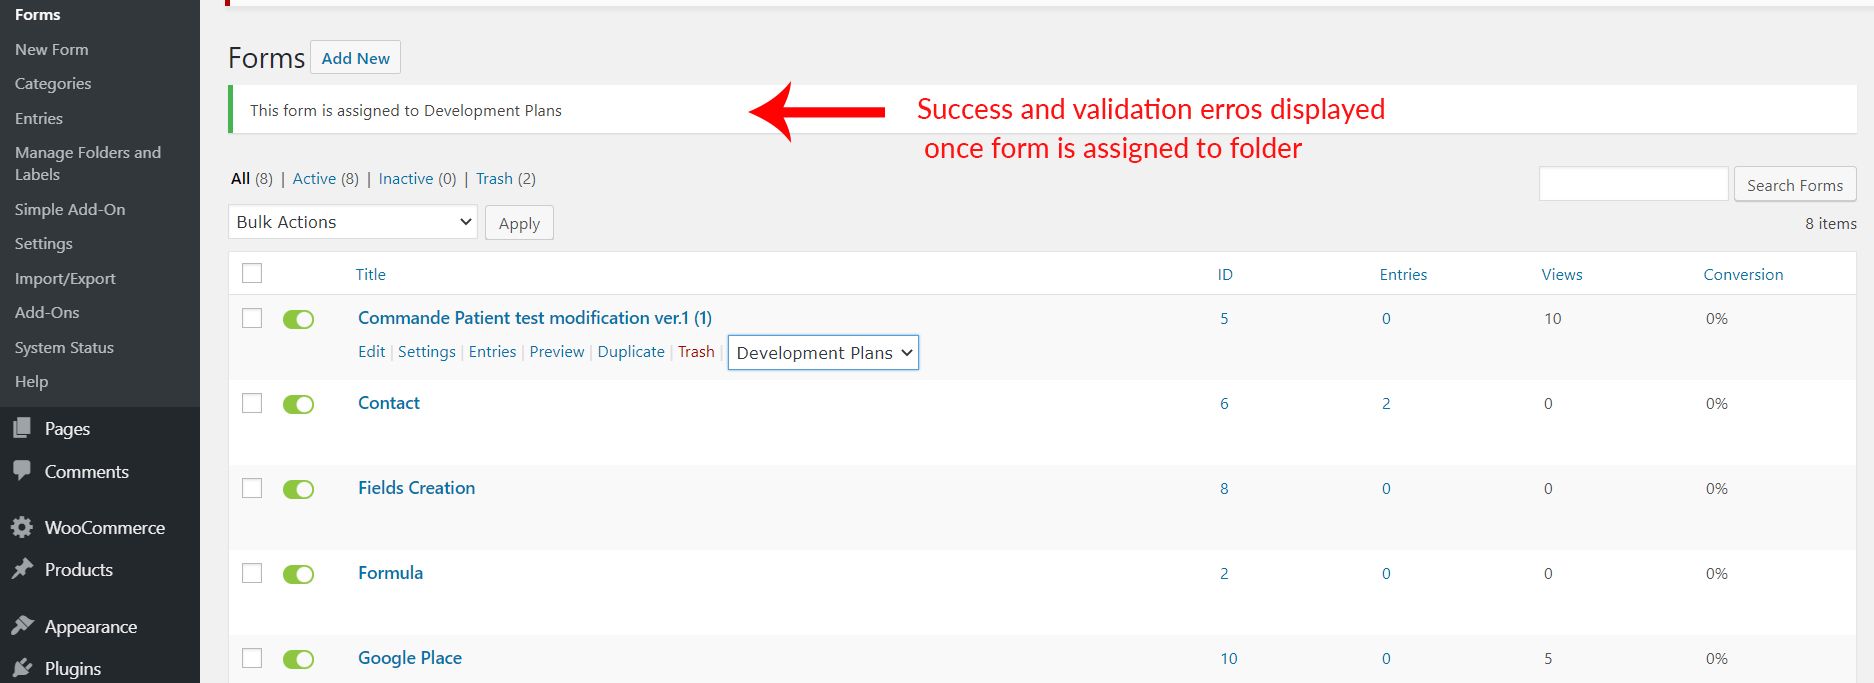 Forms
New Form
Categories
Entries
Manage Folders and
Labels
Simple Add-On
Settings
Import/Export
Add-Ons
System Status
Help
Pages
Comments
WooCommerce
Products
Appearance
Plugins
Forms Add New
This form is assigned to Development Plans
Success and validation erros displayed
once form is assigned to folder
All (8) | Active (8) | Inactive (0) | Trash (2)
Search Forms
Bulk Actions Apply
8 items
Title ID Entries Views Conversion
Commande Patient test modification ver.1 (1) 5 0 10 0%
Edit | Settings | Entries | Preview | Duplicate | Trash | Development Plans
Contact 6 2 0 0%
Fields Creation 8 0 0 0%
Formula 2 0 0 0%
Google Place 10 0 5 0%